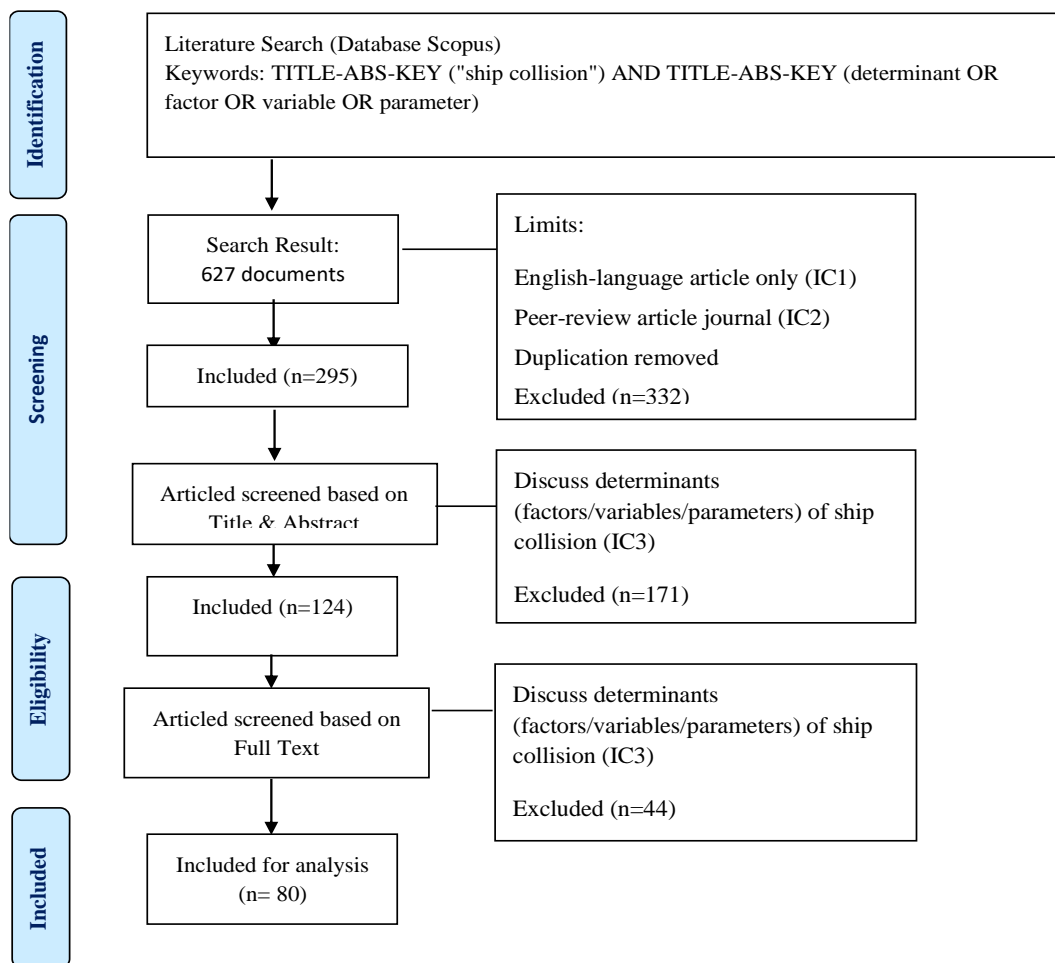 Identification
Literature Search (Database Scopus)
Keywords: TITLE-ABS-KEY ("ship collision") AND TITLE-ABS-KEY (determinant OR
factor OR variable OR parameter)
Screening
Search Result:
627 documents
Limits:
English-language article only (IC1)
Peer-review article journal (IC2)
Duplication removed
Excluded (n=332)
Included (n=295)
Articled screened based on
Title & Abstract
Discuss determinants
(factors/variables/parameters) of ship
collision (IC3)
Excluded (n=171)
Eligibility
Included (n=124)
Articled screened based on
Full Text
Discuss determinants
(factors/variables/parameters) of ship
collision (IC3)
Excluded (n=44)
Included
Included for analysis
(n= 80)